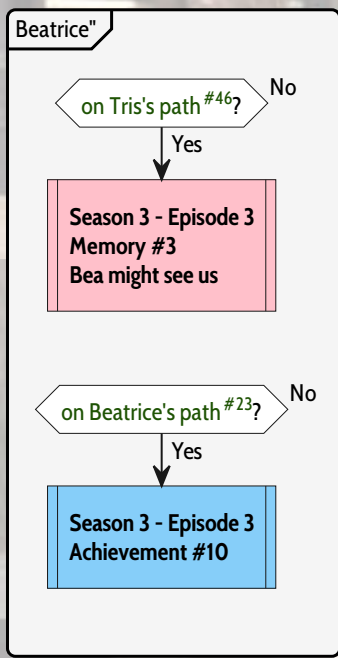 Beatrice"
on Tris's path #46?
No
Yes
Season 3 - Episode 3
Memory #3
Bea might see us
on Beatrice's path #23?
No
Yes
Season 3 - Episode 3
Achievement #10